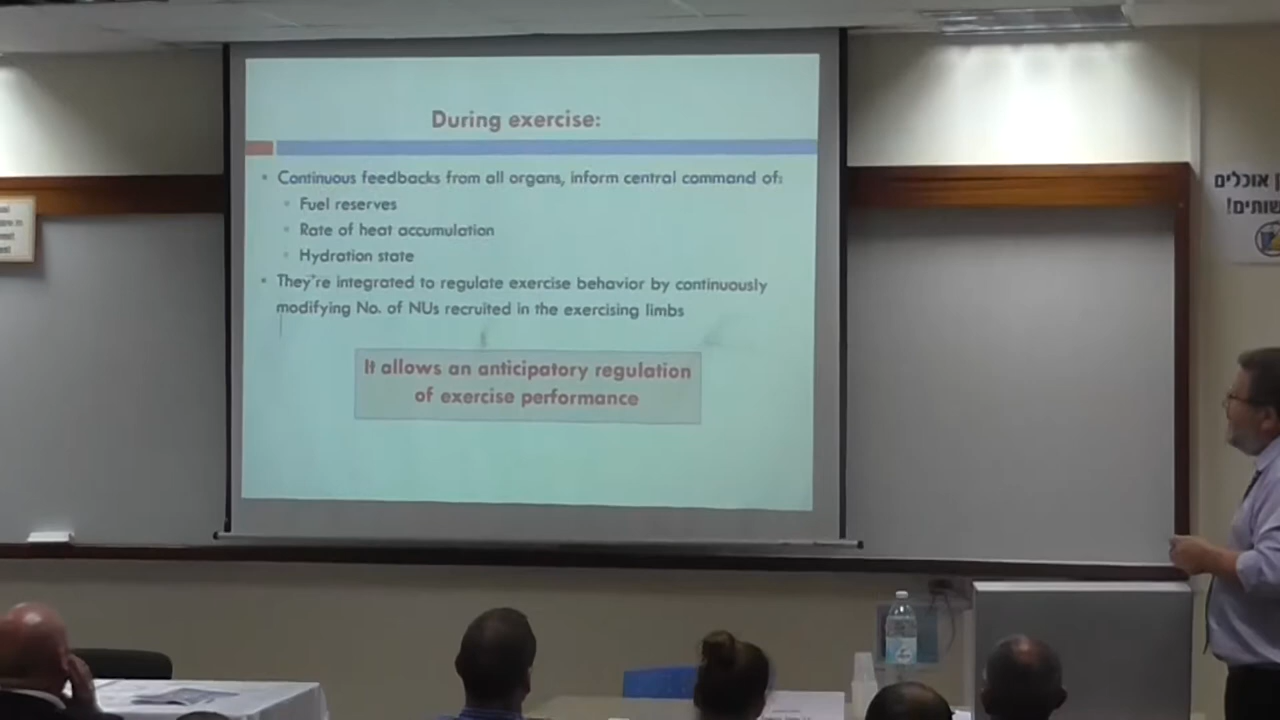 During exercise:
Continuous feedbacks from all organs, inform central command of:
Fuel reserves
Rate of heat accumulation
Hydration state
They're integrated to regulate exercise behavior by continuously
modifying No. of NUs recruited in the exercising limbs
It allows an anticipatory regulation
of exercise performance
אוכלים